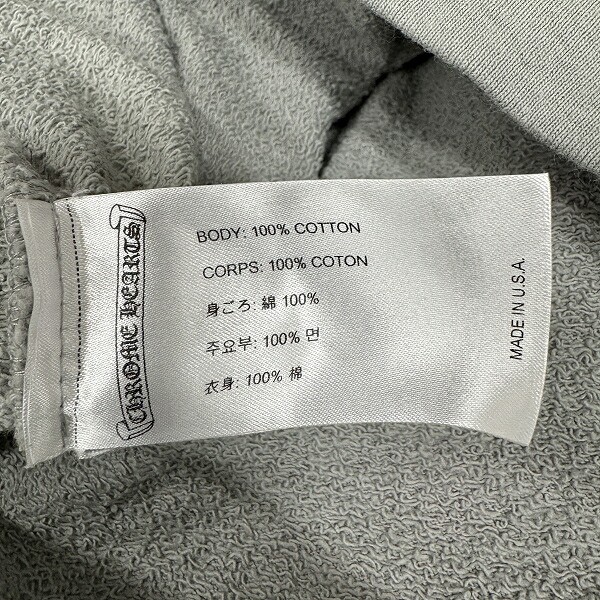 CHROME HEARTS
BODY: 100% COTTON
CORPS: 100% COTON
身ごろ: 綿 100%
주요부: 100% 면
衣身: 100% 棉
MADE IN U.S.A.